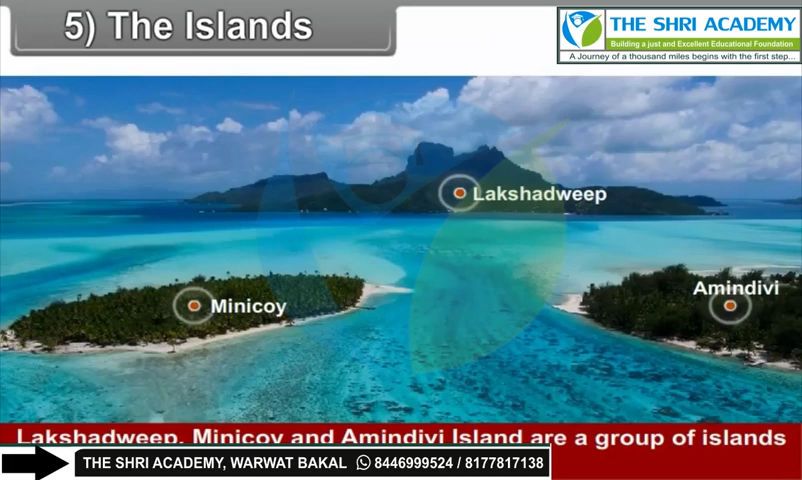 5) The Islands
THE SHRI ACADEMY
Building a just and Excellent Educational Foundation
A Journey of a thousand miles begins with the first step...
Lakshadweep
Minicoy
Amindivi
Lakshadweep, Minicoy and Amindivi Island are a group of islands
THE SHRI ACADEMY, WARWAT BAKAL 8446999524 / 8177817138